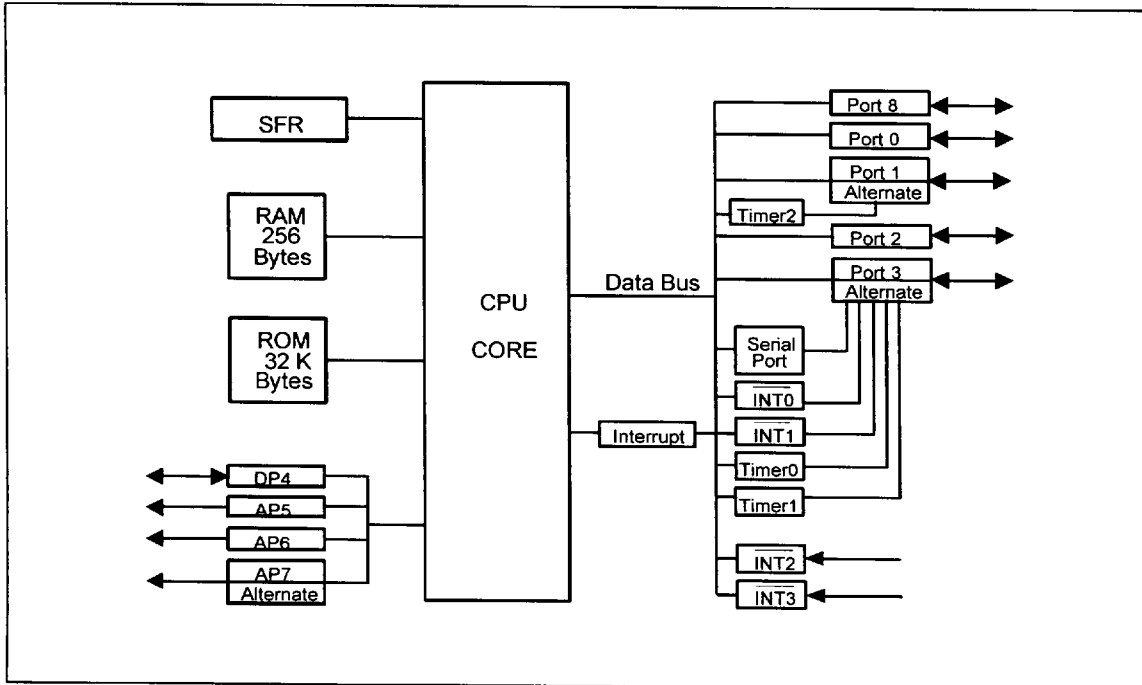 SFR
RAM
256
Bytes
ROM
32 K
Bytes
DP4
AP5
AP6
AP7
Alternate
CPU
CORE
Data Bus
Interrupt
Port 8
Port 0
Port 1
Alternate
Timer2
Port 2
Port 3
Alternate
Serial
Port
INT0
INT1
Timer0
Timer1
INT2
INT3